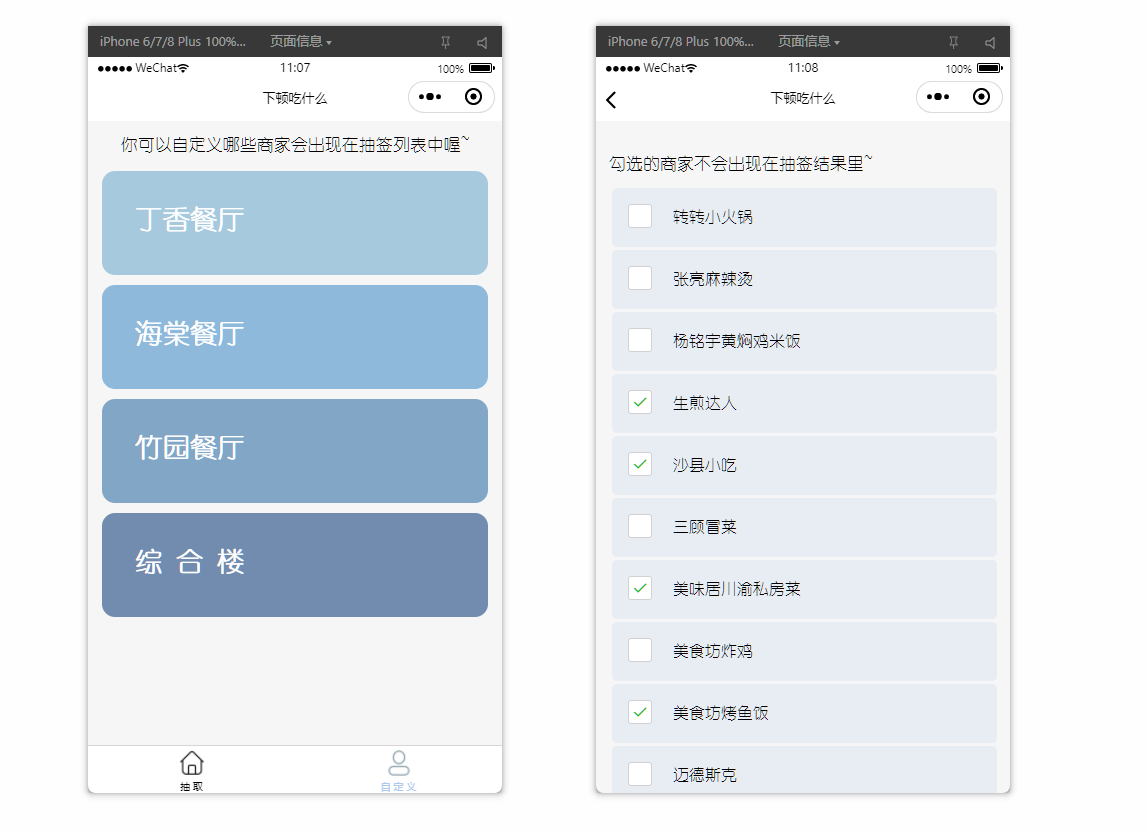 iPhone 6/7/8 Plus 100%... 页面信息
WeChat 11:07 100%
下顿吃什么
你可以自定义哪些商家会出现在抽签列表中喔~
丁香餐厅
海棠餐厅
竹园餐厅
综 合 楼
抽取 自定义
iPhone 6/7/8 Plus 100%... 页面信息
WeChat 11:08 100%
下顿吃什么
勾选的商家不会出现在抽签结果里~
转转小火锅
张亮麻辣烫
杨铭宇黄焖鸡米饭
生煎达人
沙县小吃
三顾冒菜
美味居川渝私房菜
美食坊炸鸡
美食坊烤鱼饭
迈德斯克